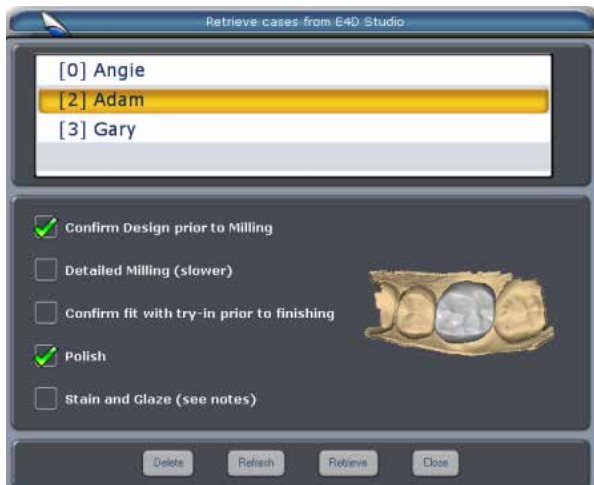 Retrieve cases from E4D Studio
[0] Angie
[2] Adam
[3] Gary
Confirm Design prior to Milling
Detailed Milling (slower)
Confirm fit with try-in prior to finishing
Polish
Stain and Glaze (see notes)
Delete Refresh Retrieve Close